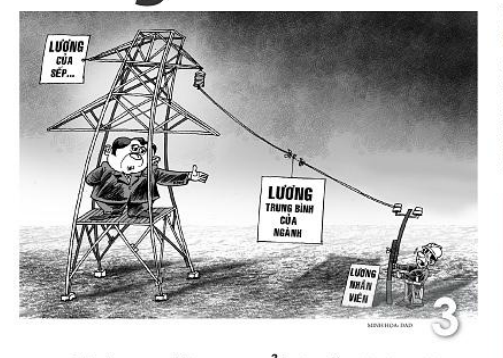 LƯƠNG
CỦA
SẾP...
LƯƠNG
TRUNG BÌNH
CỦA
NGÀNH
LƯƠNG
NHÂN
VIÊN
MINH HỌA: DAD
3